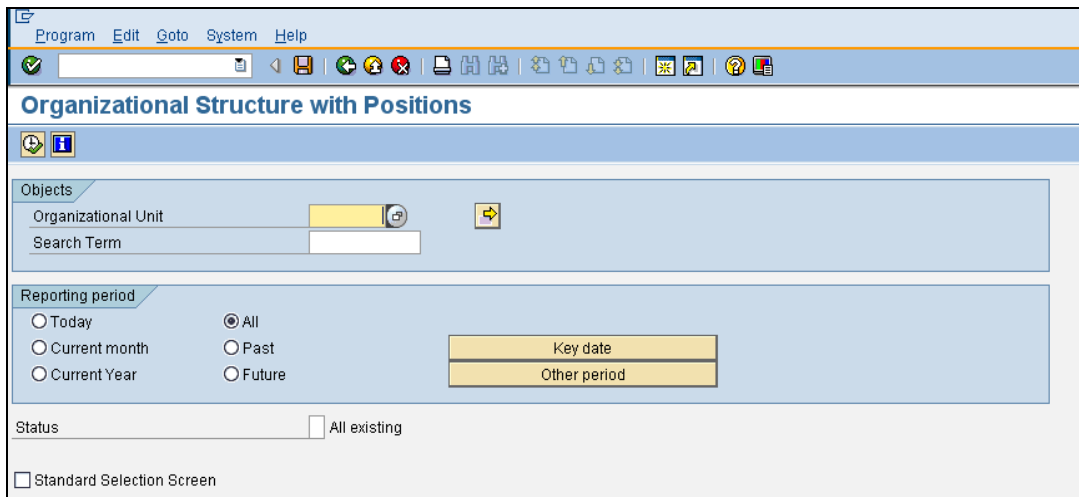 Program Edit Goto System Help
Organizational Structure with Positions
Objects
Organizational Unit
Search Term
Reporting period
Today All
Current month Past Key date
Current Year Future Other period
Status All existing
Standard Selection Screen